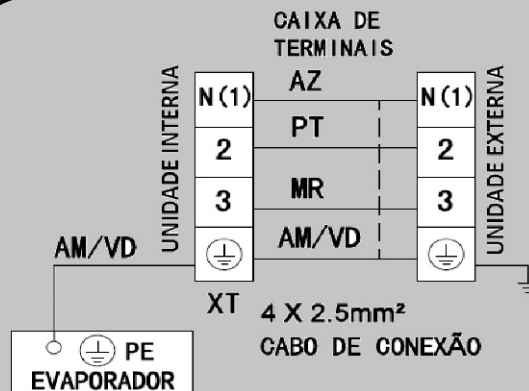 CAIXA DE
TERMINAIS
UNIDADE INTERNA
N(1)
AZ
N(1)
UNIDADE EXTERNA
2
PT
2
3
MR
3
AM/VD
AM/VD
XT
4 X 2.5mm²
CABO DE CONEXÃO
PE
EVAPORADOR